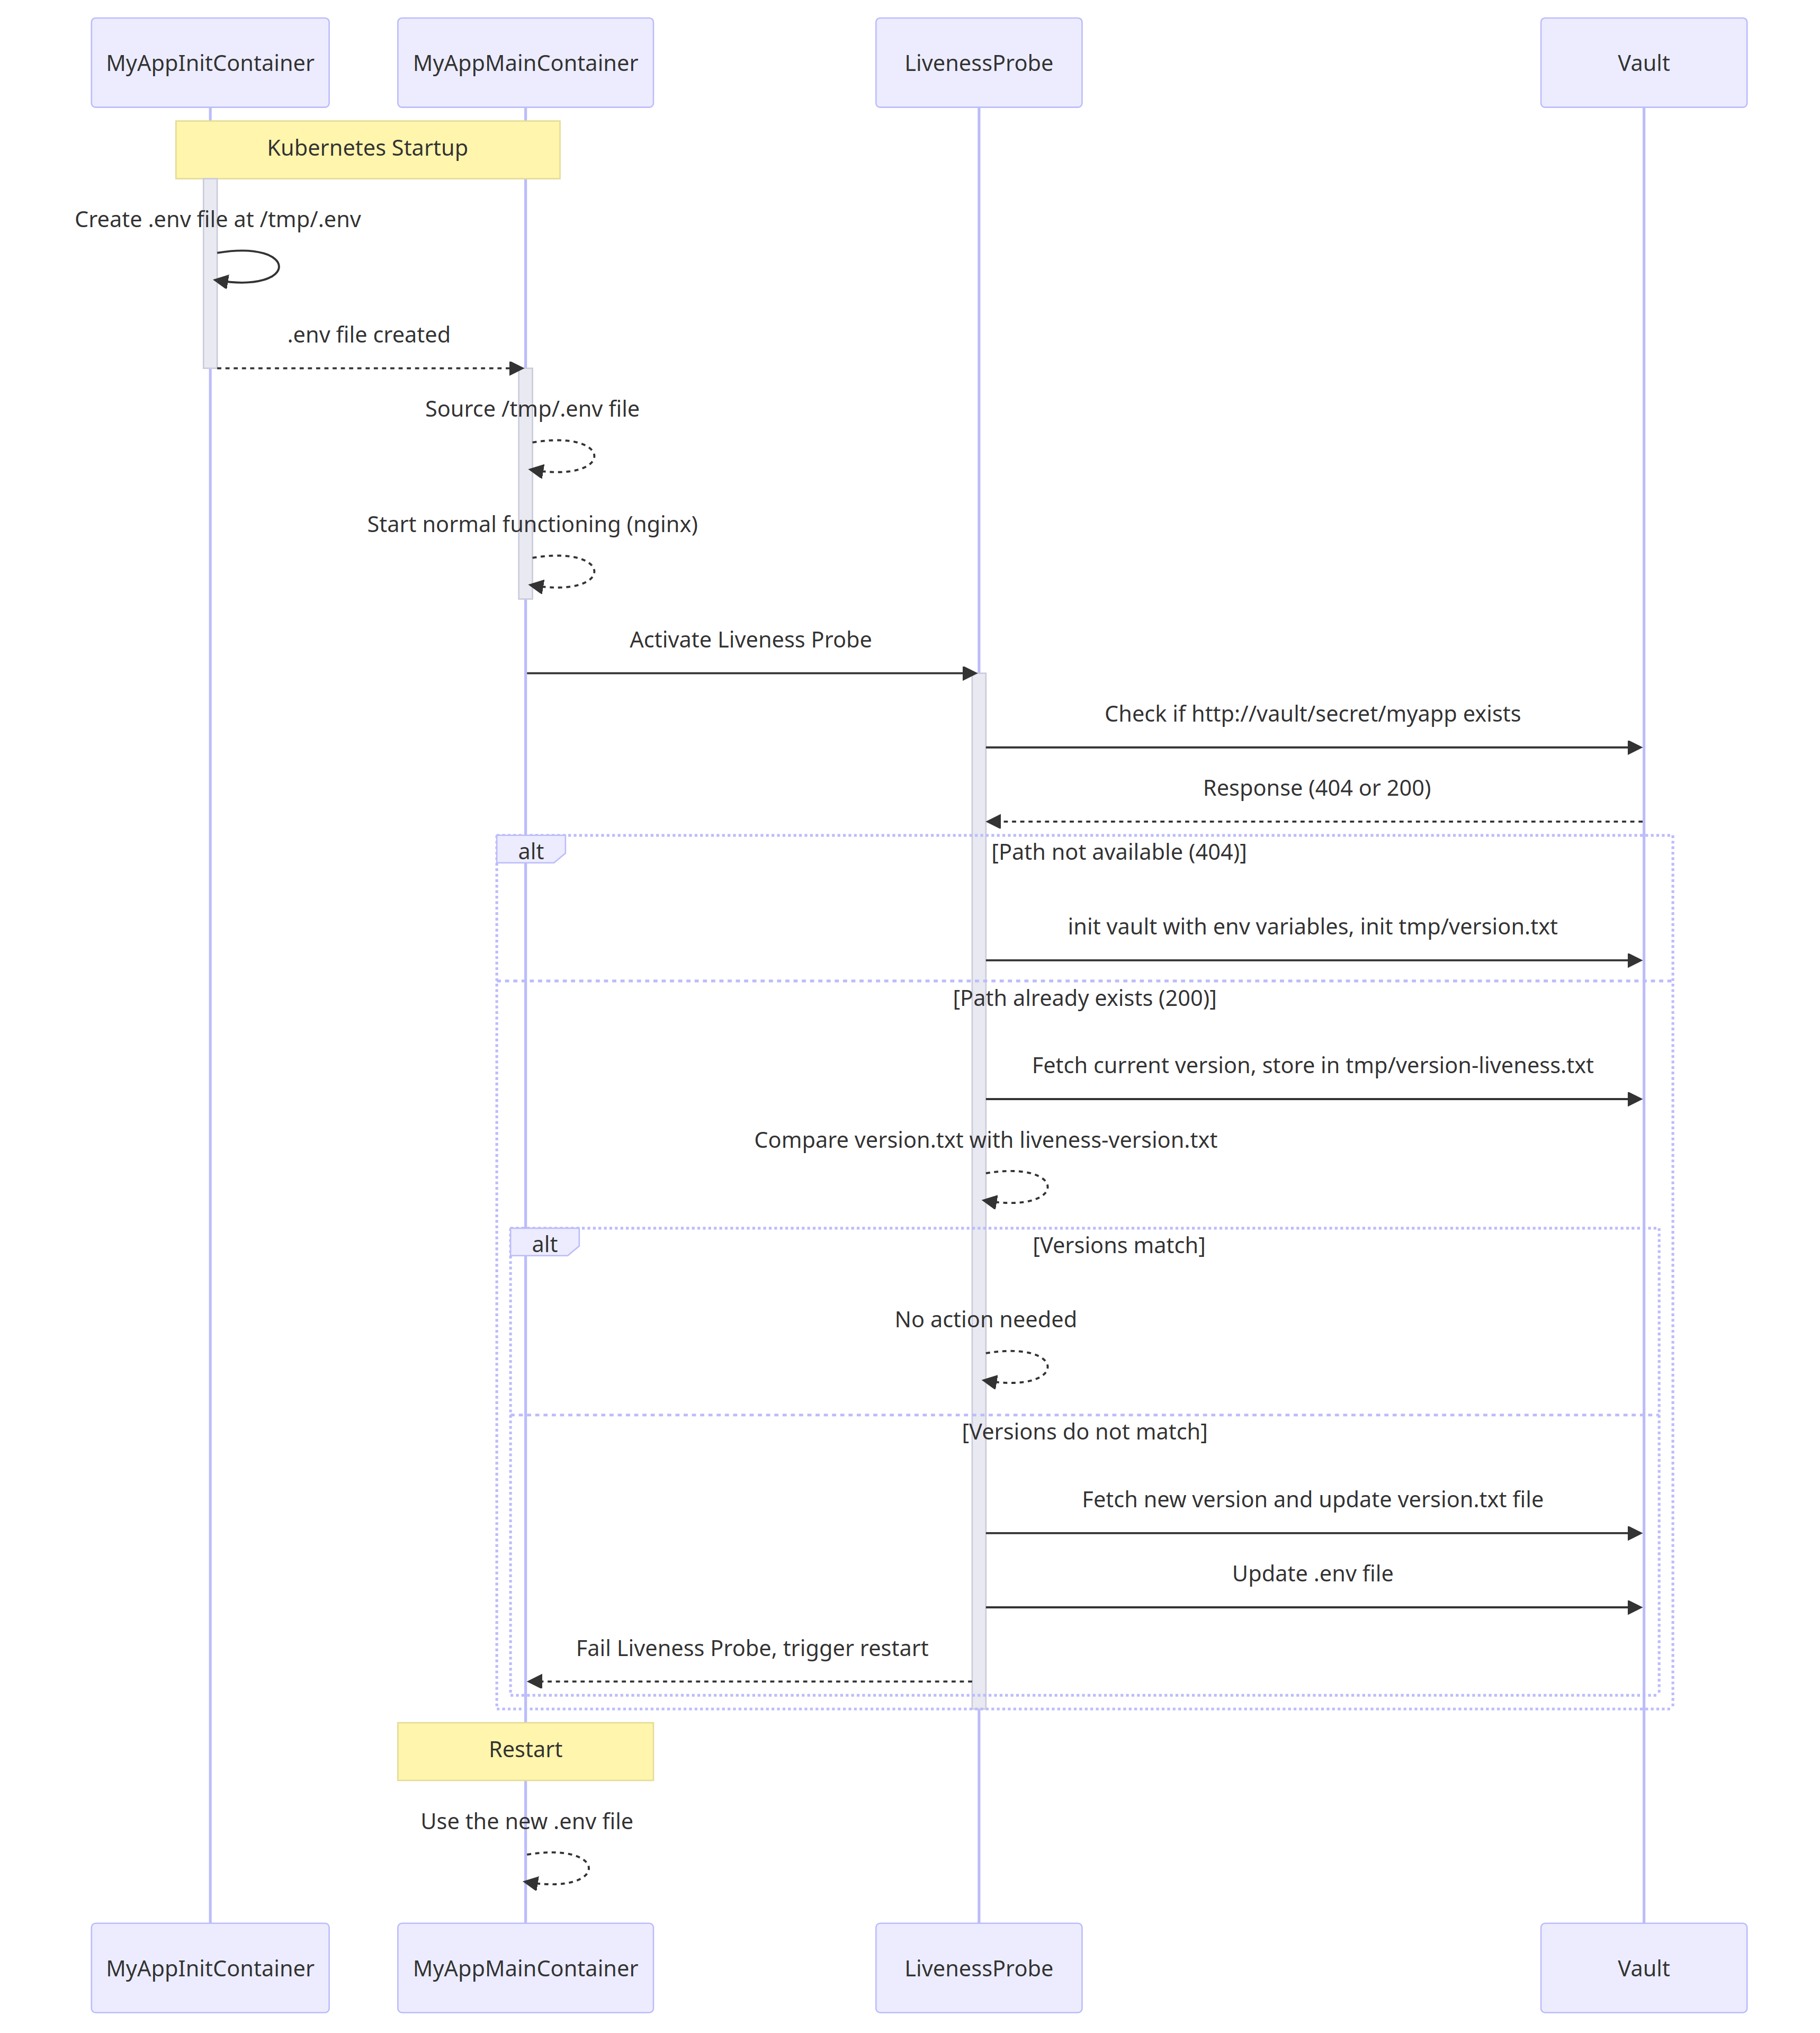 MyAppInitContainer
MyAppMainContainer
LivenessProbe
Vault
Kubernetes Startup
Create .env file at /tmp/.env
.env file created
Source /tmp/.env file
Start normal functioning (nginx)
Activate Liveness Probe
Check if http://vault/secret/myapp exists
Response (404 or 200)
alt
[Path not available (404)]
init vault with env variables, init tmp/version.txt
[Path already exists (200)]
Fetch current version, store in tmp/version-liveness.txt
Compare version.txt with liveness-version.txt
alt
[Versions match]
No action needed
[Versions do not match]
Fetch new version and update version.txt file
Update .env file
Fail Liveness Probe, trigger restart
Restart
Use the new .env file
MyAppInitContainer
MyAppMainContainer
LivenessProbe
Vault